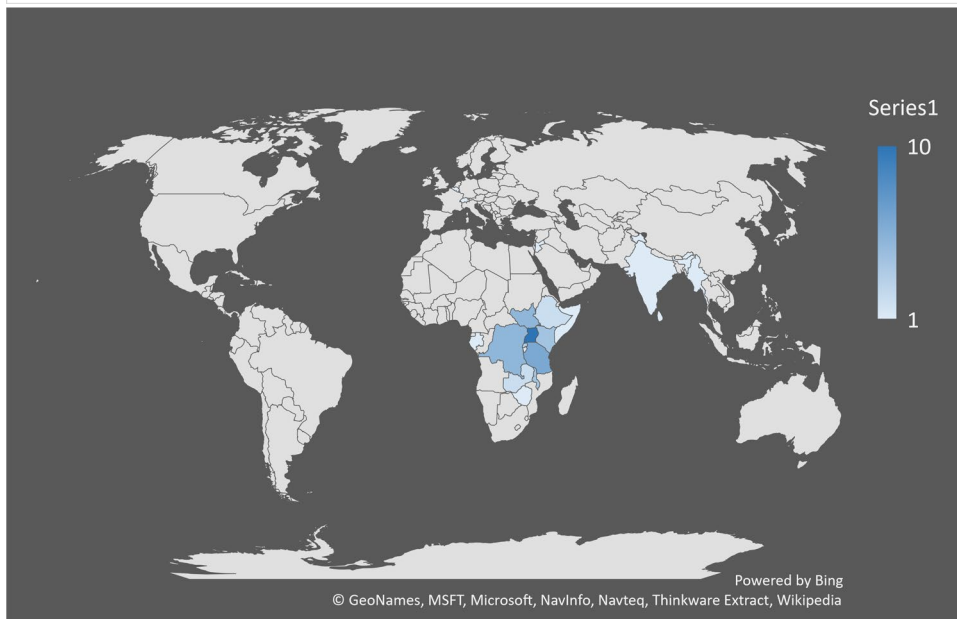 Series1
10
1
Powered by Bing
© GeoNames, MSFT, Microsoft, NavInfo, Navteq, Thinkware Extract, Wikipedia